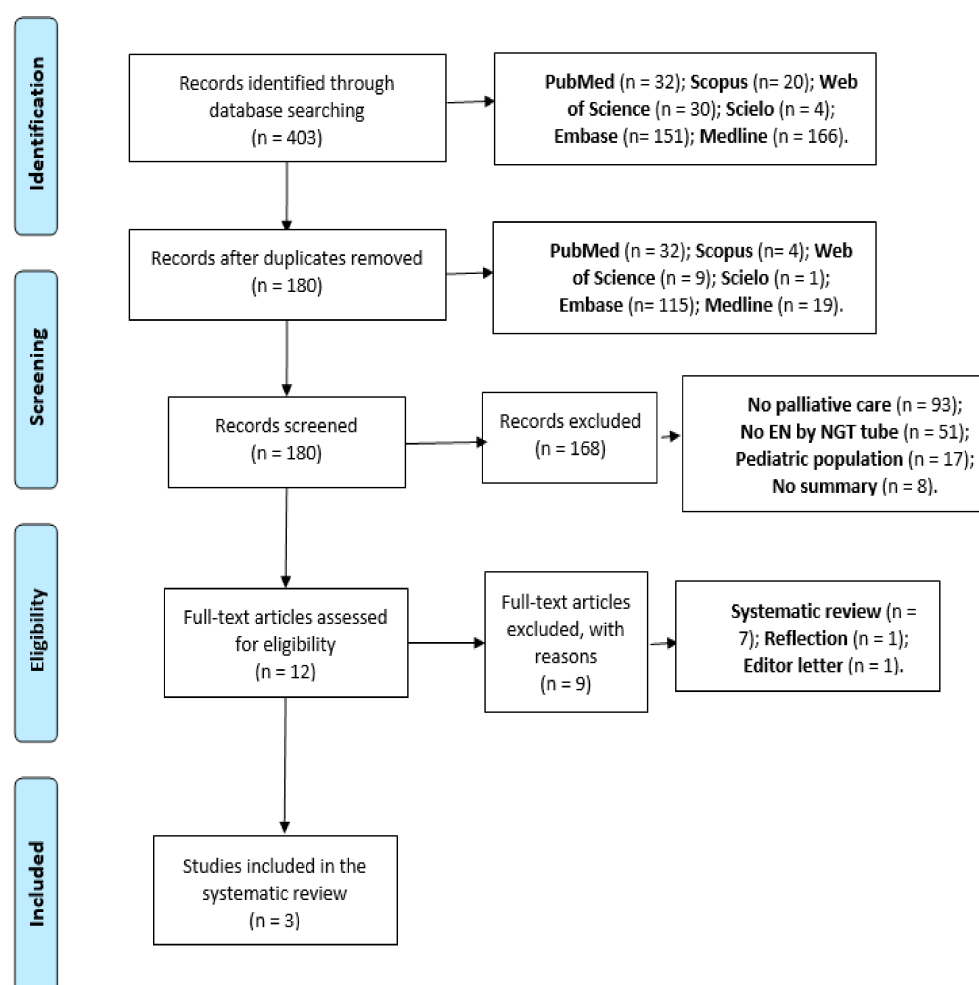 Identification
Records identified through
database searching
(n = 403)
PubMed (n = 32); Scopus (n= 20); Web
of Science (n = 30); Scielo (n = 4);
Embase (n= 151); Medline (n = 166).
Records after duplicates removed
(n = 180)
PubMed (n = 32); Scopus (n= 4); Web
of Science (n = 9); Scielo (n = 1);
Embase (n= 115); Medline (n = 19).
Screening
Records screened
(n = 180)
Records excluded
(n = 168)
No palliative care (n = 93);
No EN by NGT tube (n = 51);
Pediatric population (n = 17);
No summary (n = 8).
Eligibility
Full-text articles assessed
for eligibility
(n = 12)
Full-text articles
excluded, with
reasons
(n = 9)
Systematic review (n =
7); Reflection (n = 1);
Editor letter (n = 1).
Included
Studies included in the
systematic review
(n = 3)